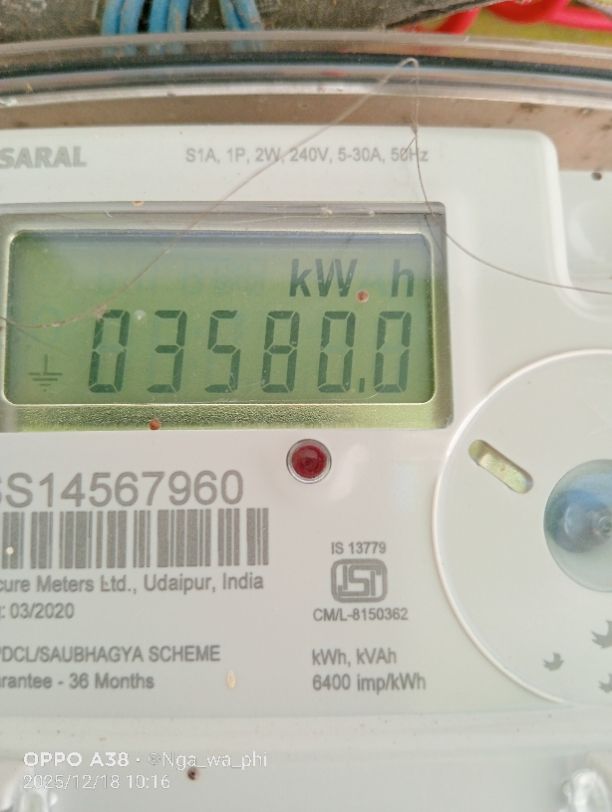 SARAL
S1A, 1P, 2W, 240V, 5-30A, 50Hz
kW h
03580.0
SS14567960
cure Meters Ltd., Udaipur, India
: 03/2020
IS 13779
ISI
CM/L-8150362
PDCL/SAUBHAGYA SCHEME
arantee - 36 Months
kWh, kVAh
6400 imp/kWh
OPPO A38 · Nga_wa_phi
2025/12/18 10:16